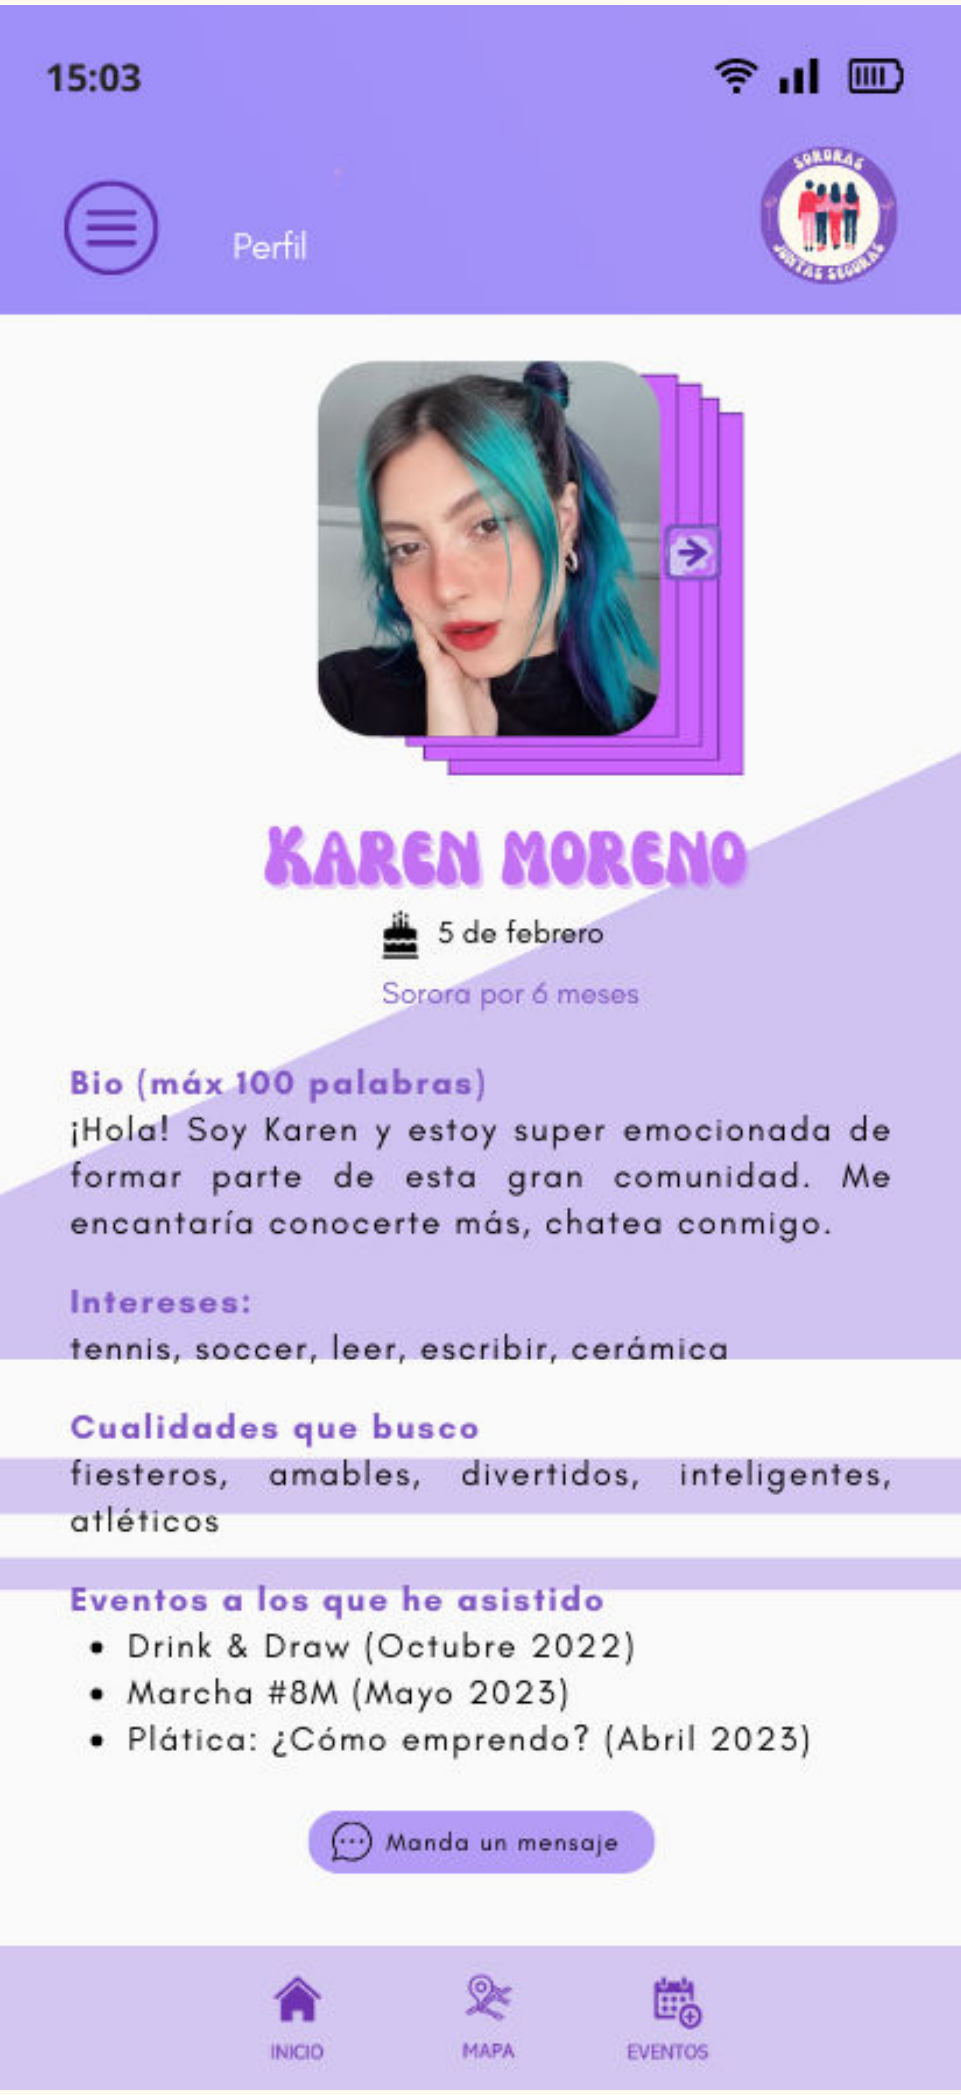 15:03
SORORAS
JUNTAS SEGURAS
Perfil
KAREN MORENO
5 de febrero
Sorora por 6 meses
Bio (máx 100 palabras)
¡Hola! Soy Karen y estoy super emocionada de
formar parte de esta gran comunidad. Me
encantaría conocerte más, chatea conmigo.
Intereses:
tennis, soccer, leer, escribir, cerámica
Cualidades que busco
fiesteros, amables, divertidos, inteligentes,
atléticos
Eventos a los que he asistido
• Drink & Draw (Octubre 2022)
• Marcha #8M (Mayo 2023)
• Plática: ¿Cómo emprendo? (Abril 2023)
Manda un mensaje
INICIO
MAPA
EVENTOS